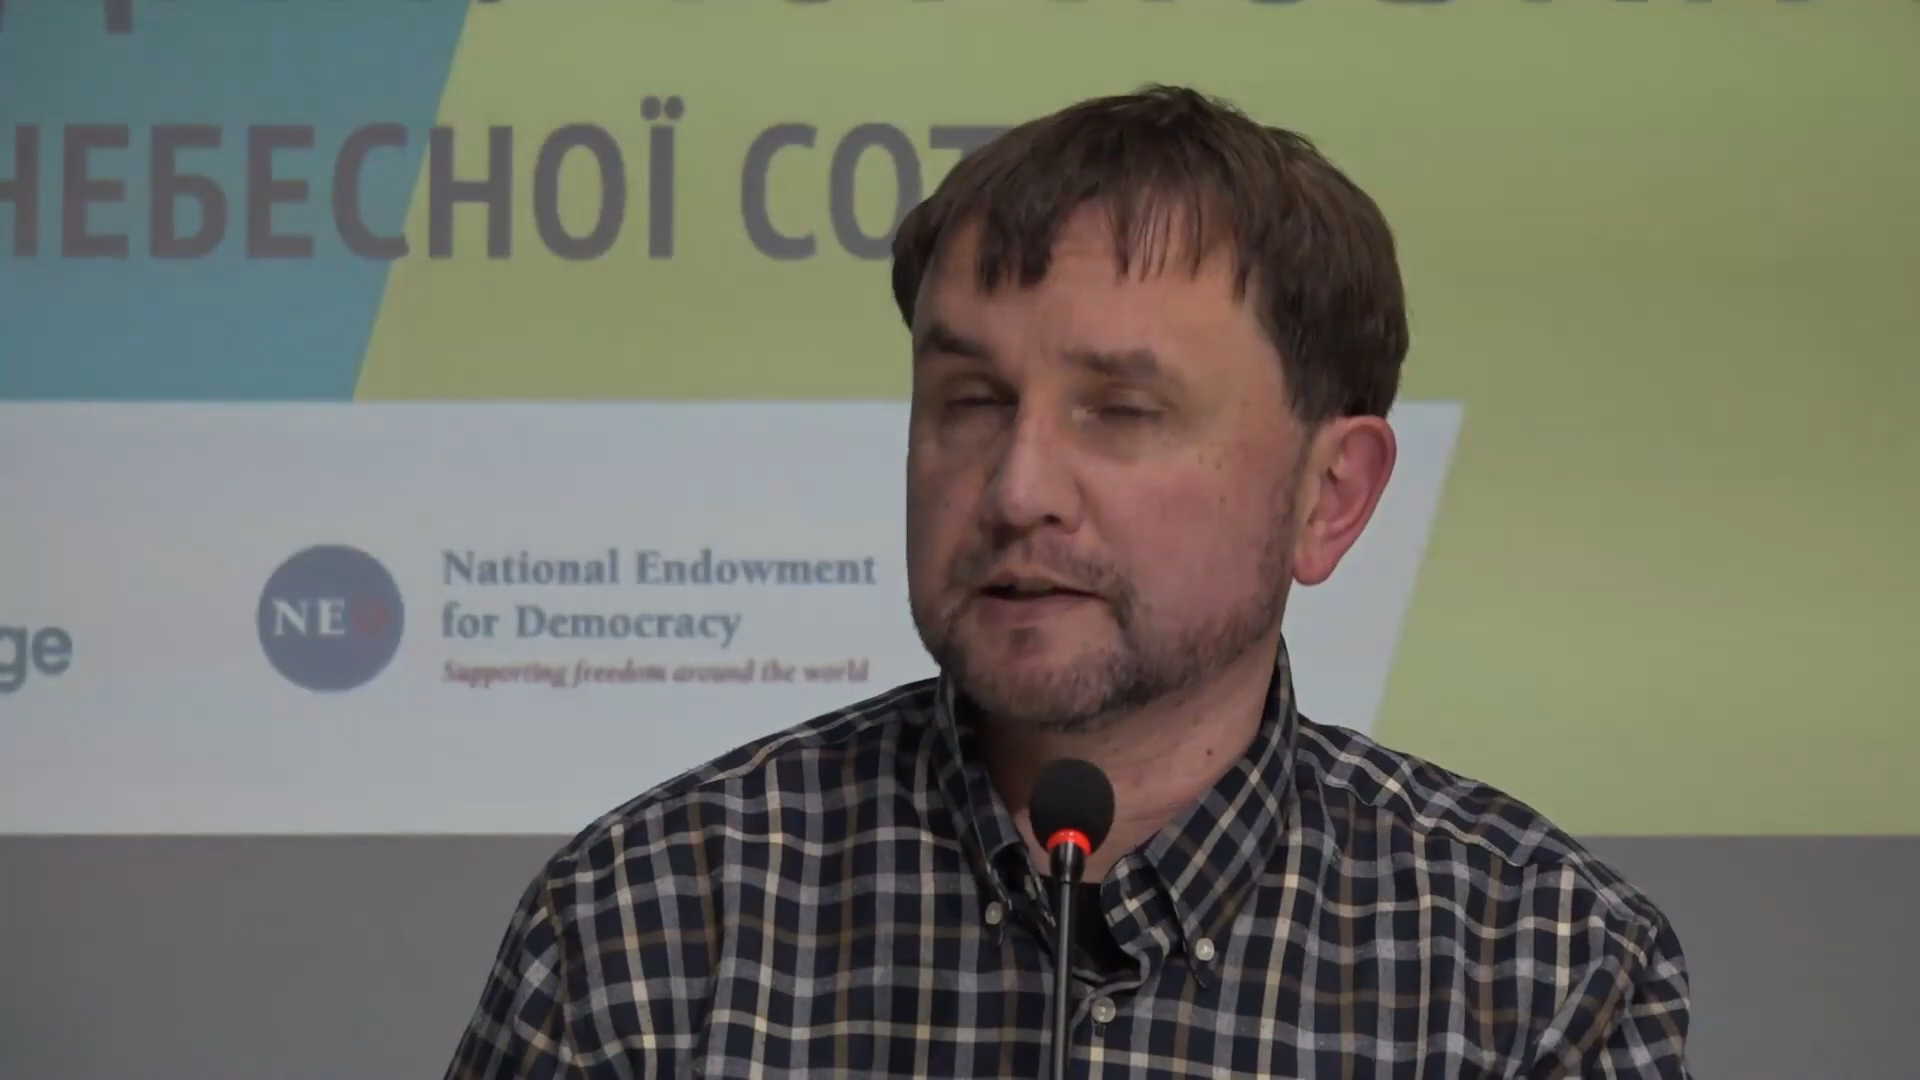 НЕБЕСНОЇ СОТ
ge
NED
National Endowment
for Democracy
Supporting freedom around the world